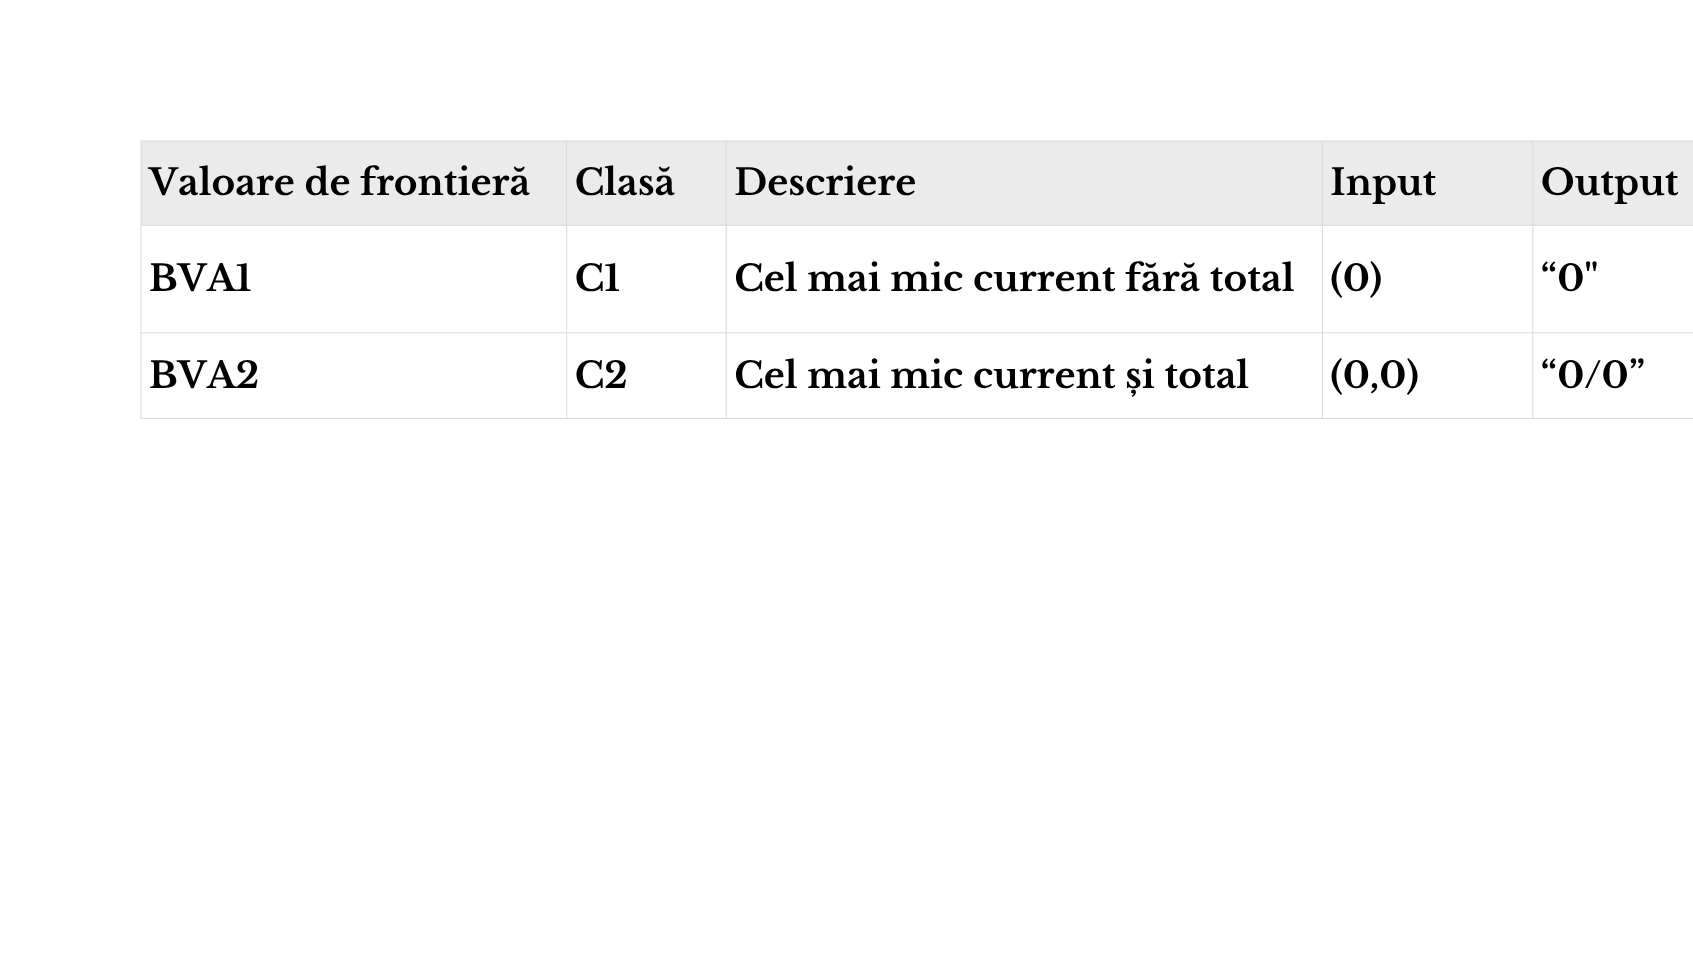 Valoare de frontieră Clasă Descriere Input Output
BVA1 C1 Cel mai mic current fără total (0) “0"
BVA2 C2 Cel mai mic current și total (0,0) “0/0”